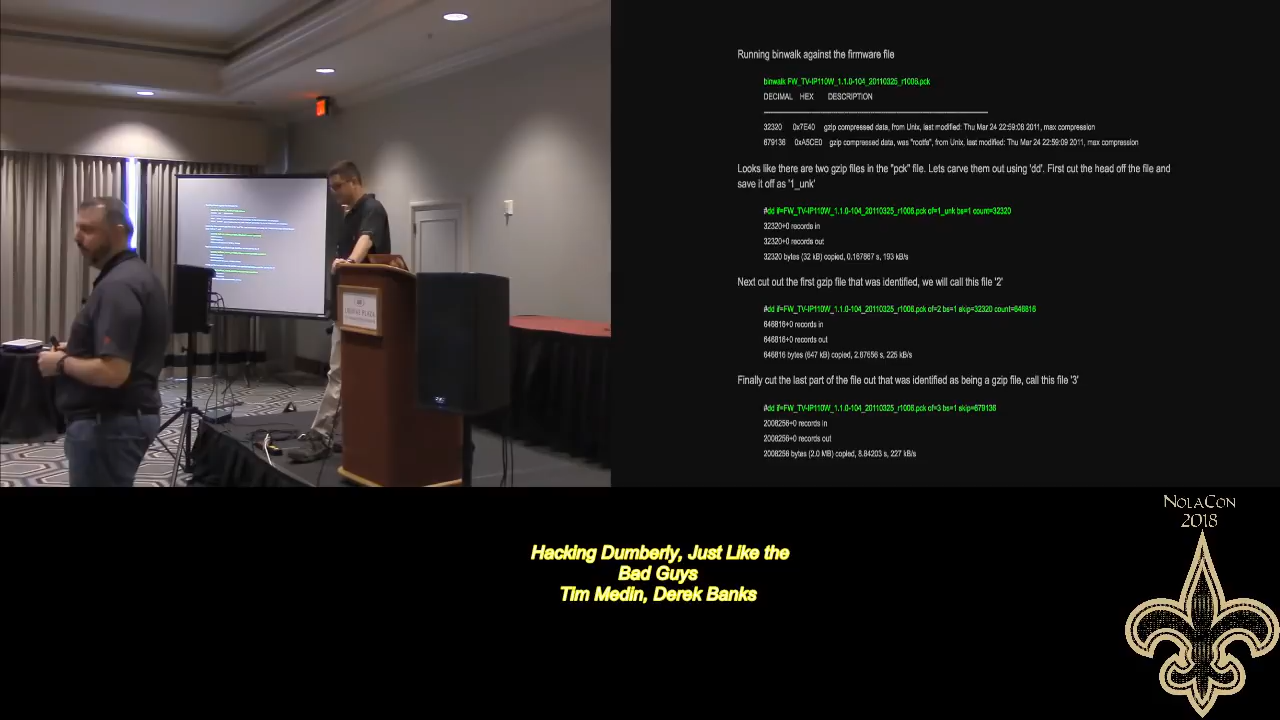 Running binwalk against the firmware file
binwalk FW_TV-IP110W_1.1.0-104_20110325_r1006.pck
DECIMAL HEX DESCRIPTION
32320 0x7E40 gzip compressed data, from Unix, last modified: Thu Mar 24 22:59:08 2011, max compression
679136 0xA5CE0 gzip compressed data, was "rootfs", from Unix, last modified: Thu Mar 24 22:59:09 2011, max compression
Looks like there are two gzip files in the "pck" file. Lets carve them out using 'dd'. First cut the head off the file and
save it off as '1_unk'
#dd if=FW_TV-IP110W_1.1.0-104_20110325_r1006.pck of=1_unk bs=1 count=32320
32320+0 records in
32320+0 records out
32320 bytes (32 kB) copied, 0.167867 s, 193 kB/s
Next cut out the first gzip file that was identified, we will call this file '2'
#dd if=FW_TV-IP110W_1.1.0-104_20110325_r1006.pck of=2 bs=1 skip=32320 count=646816
646816+0 records in
646816+0 records out
646816 bytes (647 kB) copied, 2.87656 s, 225 kB/s
Finally cut the last part of the file out that was identified as being a gzip file, call this file '3'
#dd if=FW_TV-IP110W_1.1.0-104_20110325_r1006.pck of=3 bs=1 skip=679136
2008256+0 records in
2008256+0 records out
2008256 bytes (2.0 MB) copied, 8.84203 s, 227 kB/s
NOLACON
2018
Hacking Dumberly, Just Like the
Bad Guys
Tim Medin, Derek Banks